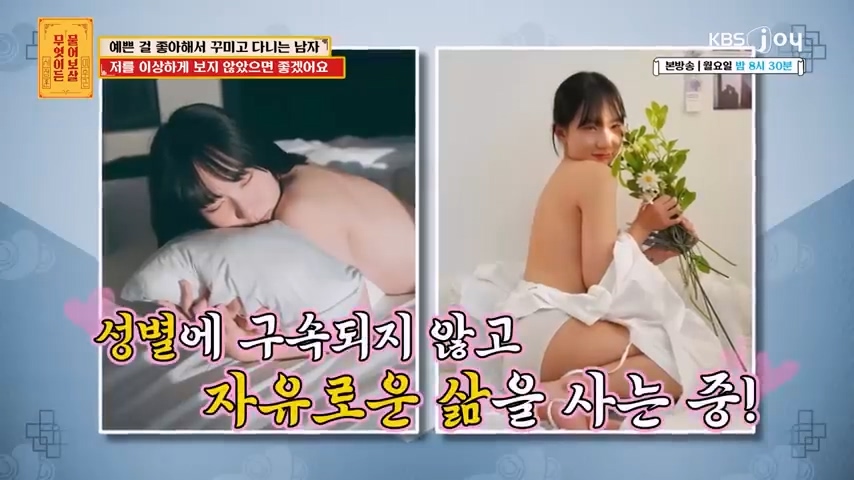 무엇이든
물어보살
예쁜 걸 좋아해서 꾸미고 다니는 남자
저를 이상하게 보지 않았으면 좋겠어요
KBS joy
본방송 | 월요일 밤 8시 30분
성별에 구속되지 않고
자유로운 삶을 사는 중!